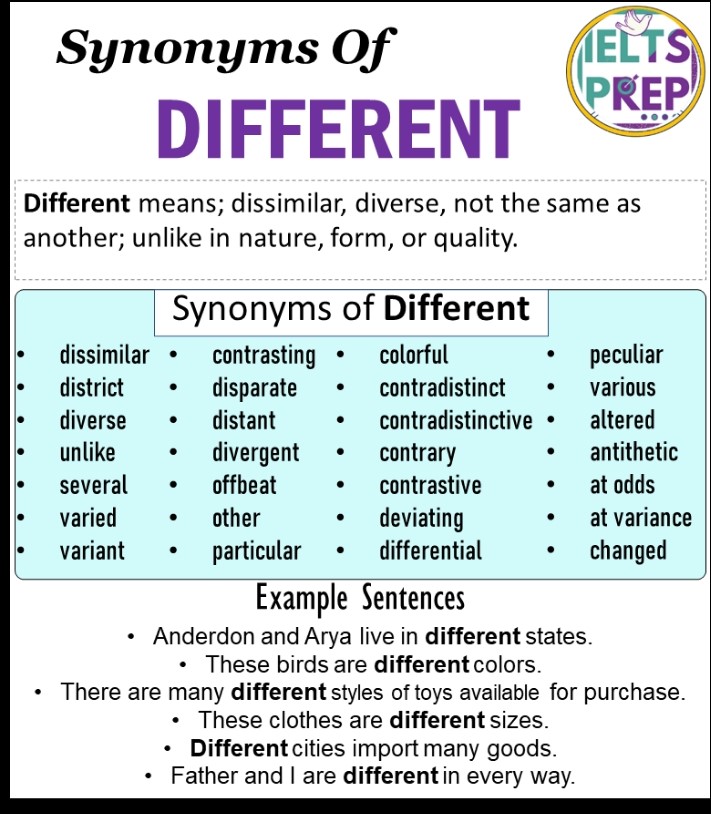 Synonyms Of
IELTS
PREP
DIFFERENT
Different means; dissimilar, diverse, not the same as
another; unlike in nature, form, or quality.
Synonyms of Different
• dissimilar • contrasting • colorful • peculiar
• district • disparate • contradistinct • various
• diverse • distant • contradistinctive • altered
• unlike • divergent • contrary • antithetic
• several • offbeat • contrastive • at odds
• varied • other • deviating • at variance
• variant • particular • differential • changed
Example Sentences
• Anderdon and Arya live in different states.
• These birds are different colors.
• There are many different styles of toys available for purchase.
• These clothes are different sizes.
• Different cities import many goods.
• Father and I are different in every way.